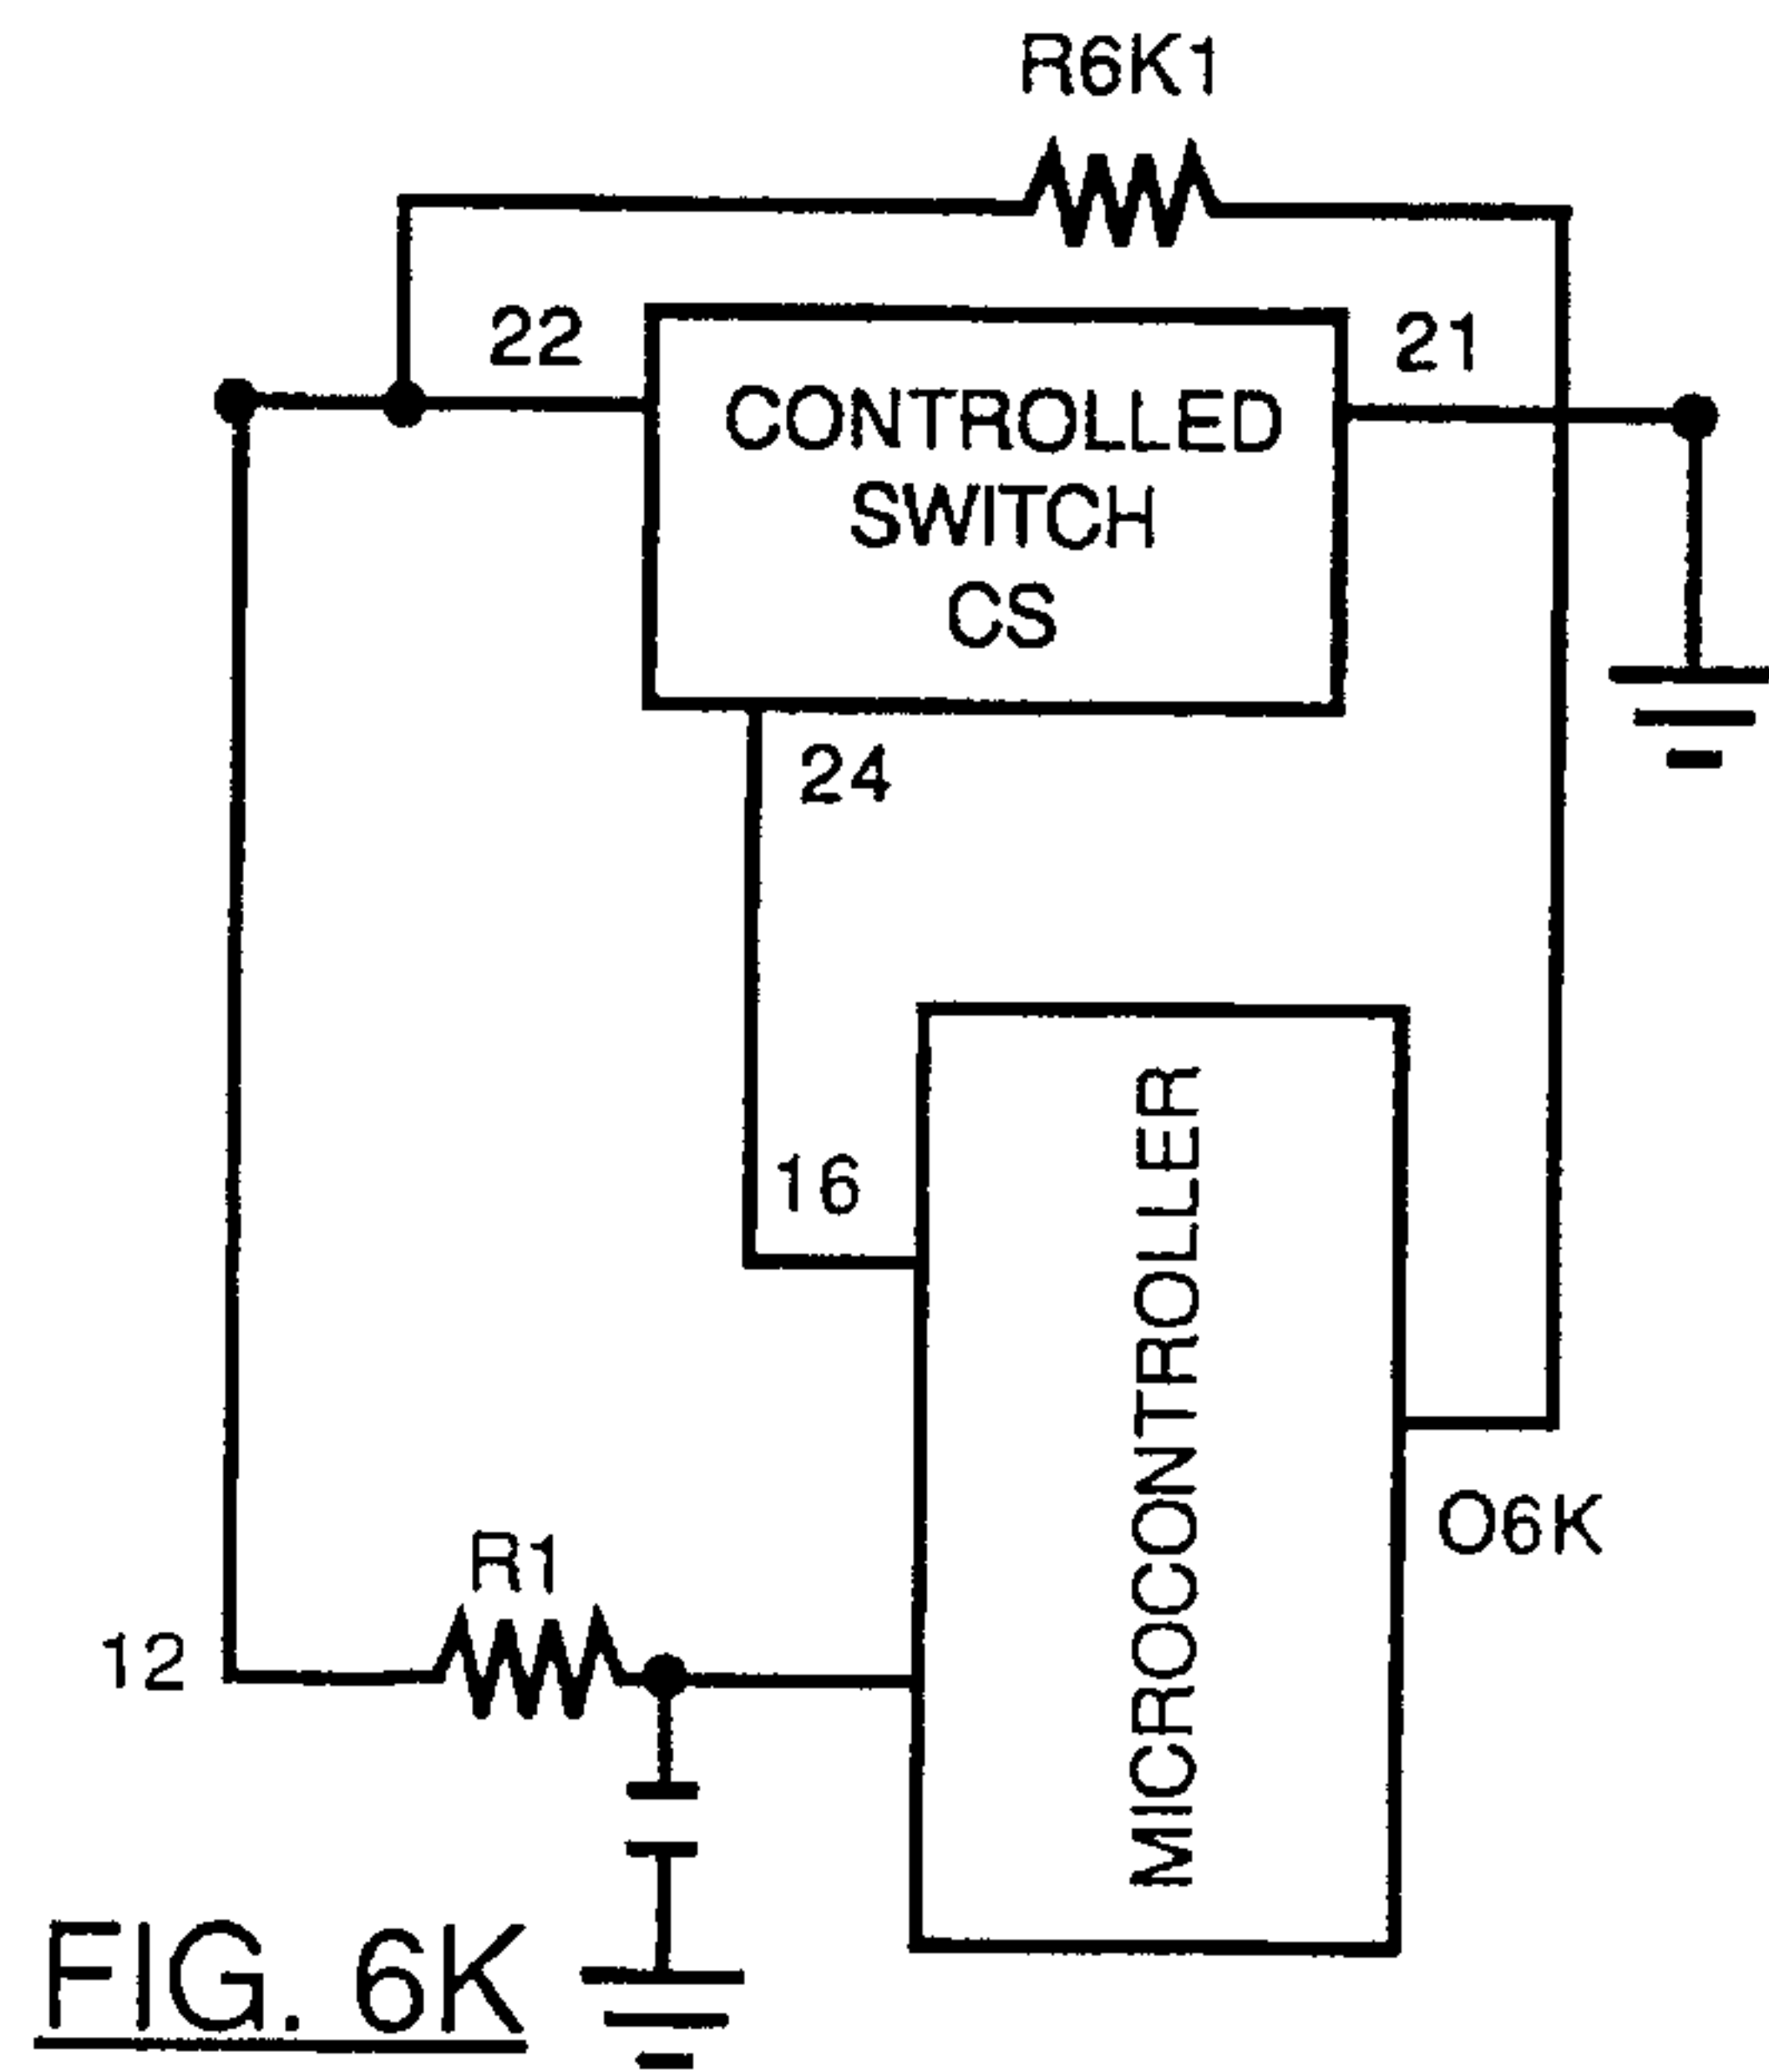 R6K1
22
21
CONTROLLED
SWITCH
CS
24
16
MICROCONTROLLER
O6K
R1
12
FIG. 6K